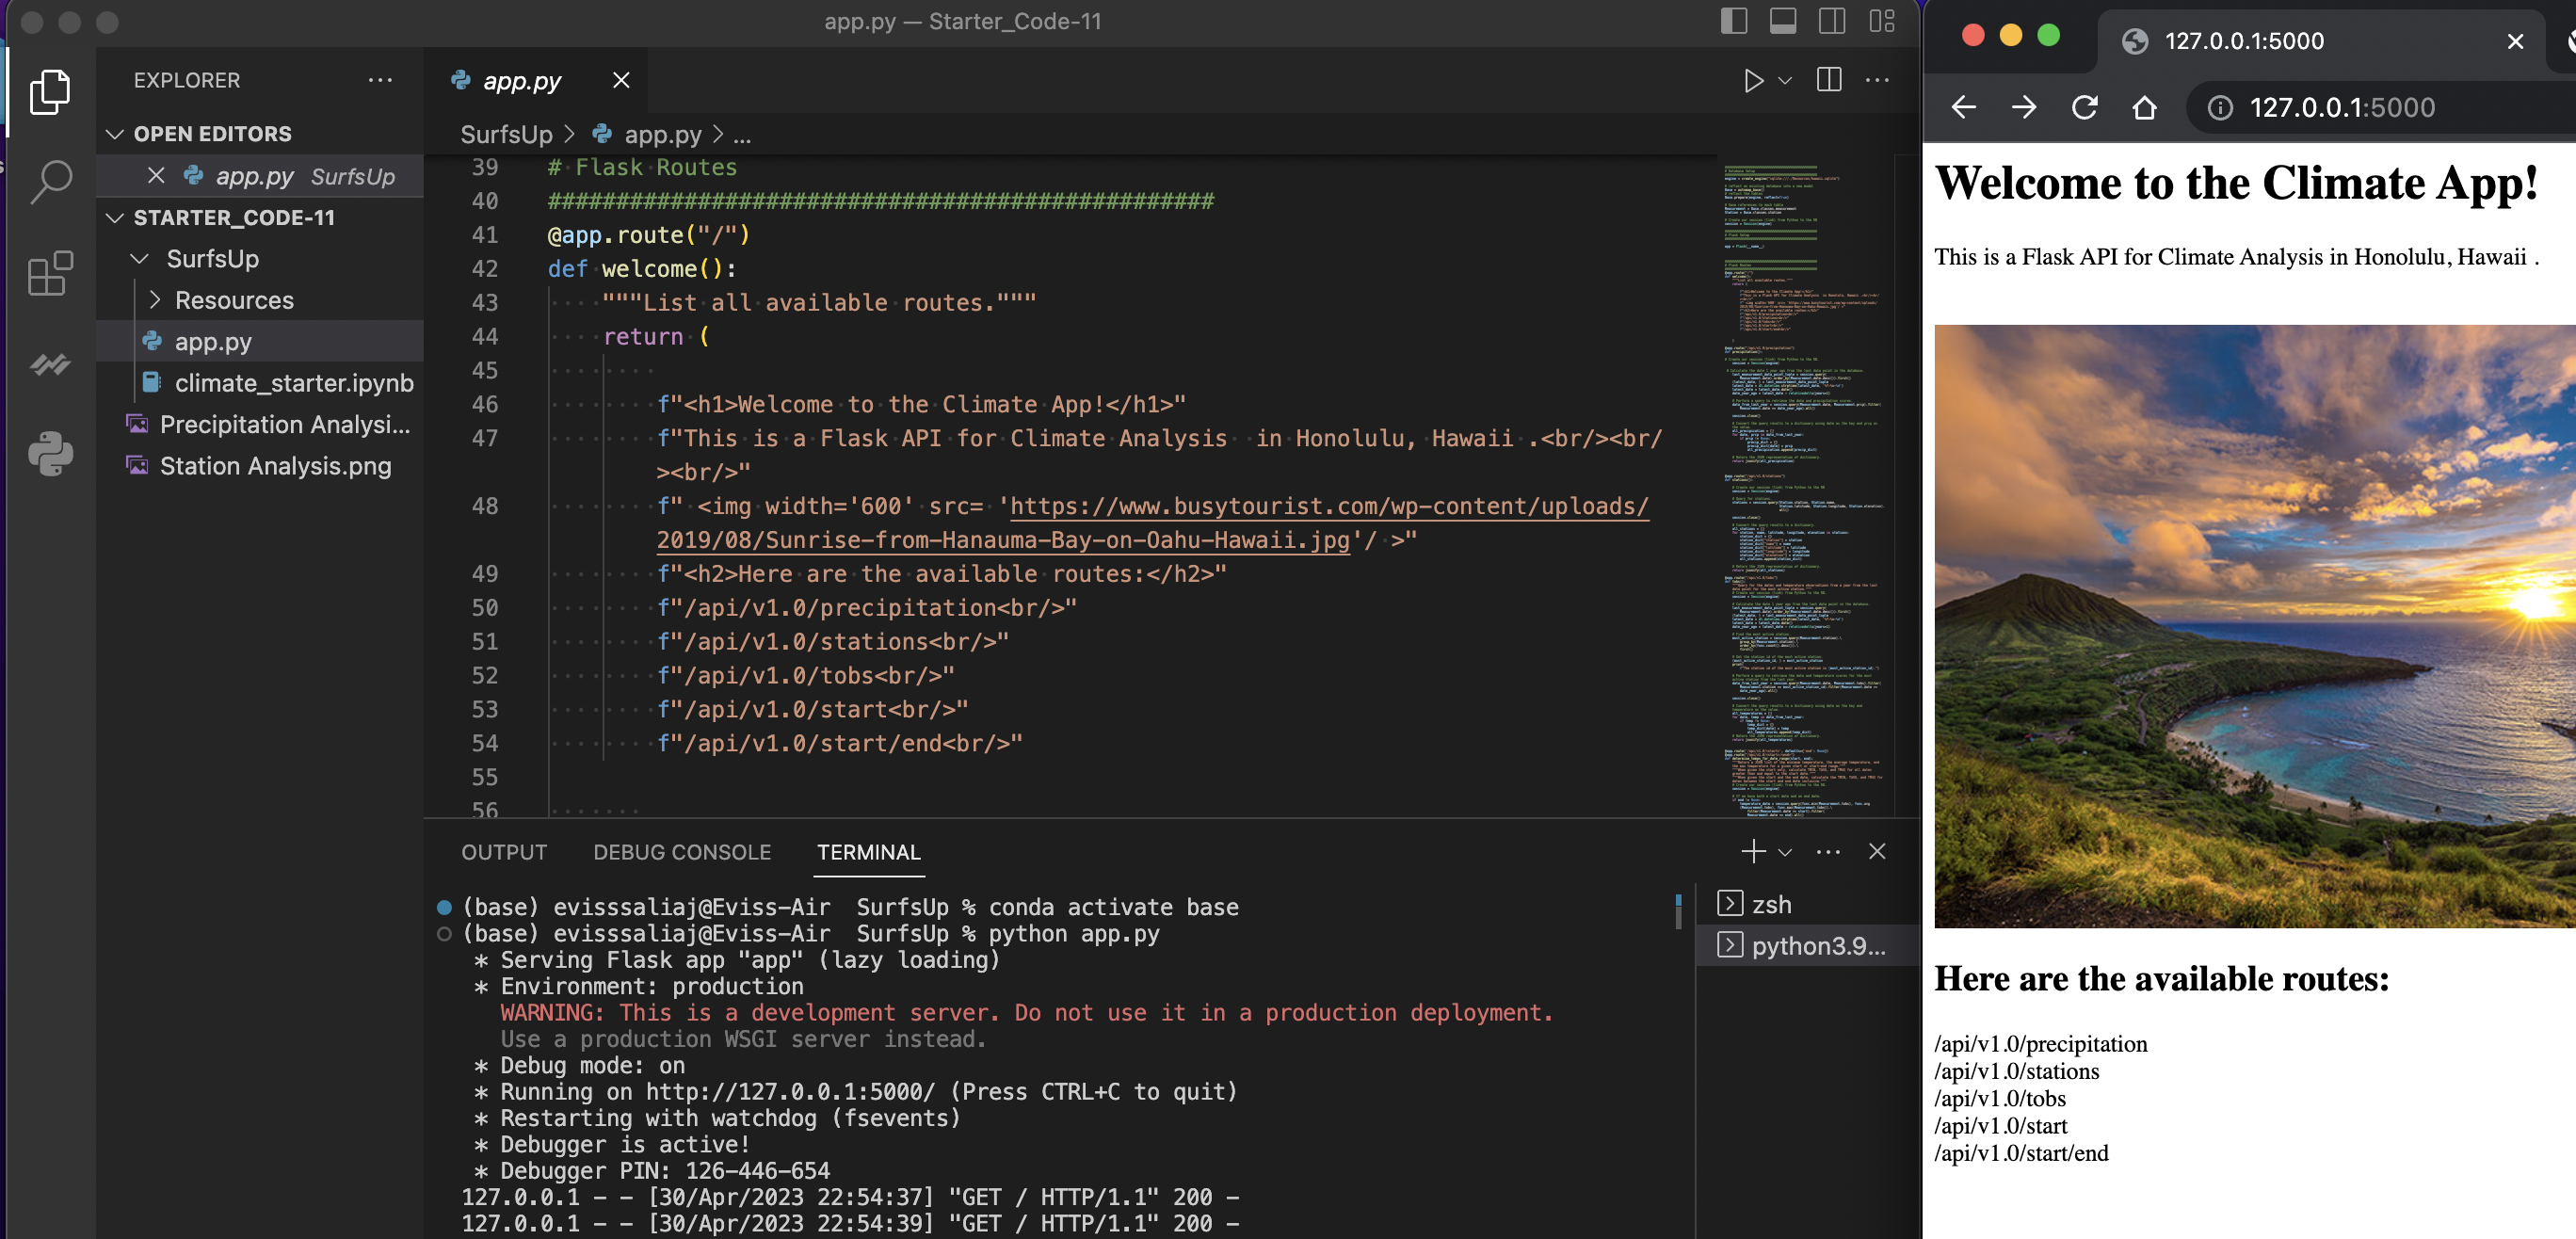 app.py — Starter_Code-11
EXPLORER
OPEN EDITORS
app.py SurfsUp
STARTER_CODE-11
SurfsUp
Resources
app.py
climate_starter.ipynb
Precipitation Analysi...
Station Analysis.png
app.py
SurfsUp > app.py > ...
39 # Flask Routes
40 #################################################
41 @app.route("/")
42 def welcome():
43 """List all available routes."""
44 return (
45
46 f"<h1>Welcome to the Climate App!</h1>"
47 f"This is a Flask API for Climate Analysis  in Honolulu, Hawaii .<br/><br/
><br/>"
48 f" <img width='600' src= 'https://www.busytourist.com/wp-content/uploads/
2019/08/Sunrise-from-Hanauma-Bay-on-Oahu-Hawaii.jpg'/ >"
49 f"<h2>Here are the available routes:</h2>"
50 f"/api/v1.0/precipitation<br/>"
51 f"/api/v1.0/stations<br/>"
52 f"/api/v1.0/tobs<br/>"
53 f"/api/v1.0/start<br/>"
54 f"/api/v1.0/start/end<br/>"
55
56
OUTPUT DEBUG CONSOLE TERMINAL
(base) evisssaliaj@Eviss-Air  SurfsUp % conda activate base
(base) evisssaliaj@Eviss-Air  SurfsUp % python app.py
* Serving Flask app "app" (lazy loading)
* Environment: production
WARNING: This is a development server. Do not use it in a production deployment.
Use a production WSGI server instead.
* Debug mode: on
* Running on http://127.0.0.1:5000/ (Press CTRL+C to quit)
* Restarting with watchdog (fsevents)
* Debugger is active!
* Debugger PIN: 126-446-654
127.0.0.1 - - [30/Apr/2023 22:54:37] "GET / HTTP/1.1" 200 -
127.0.0.1 - - [30/Apr/2023 22:54:39] "GET / HTTP/1.1" 200 -
zsh
python3.9...
127.0.0.1:5000
127.0.0.1:5000
Welcome to the Climate App!
This is a Flask API for Climate Analysis in Honolulu, Hawaii .
Here are the available routes:
/api/v1.0/precipitation
/api/v1.0/stations
/api/v1.0/tobs
/api/v1.0/start
/api/v1.0/start/end